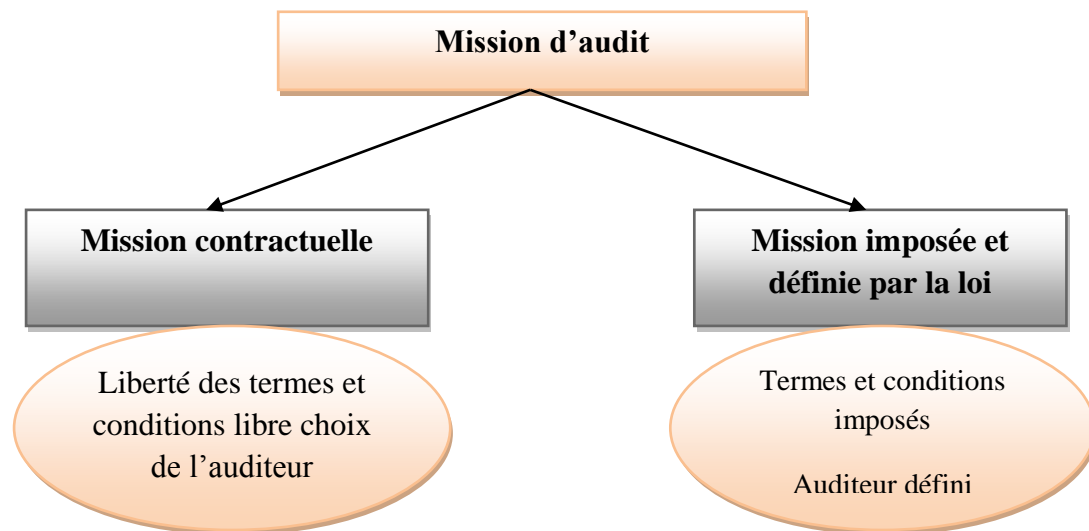 Mission d’audit
Mission contractuelle
Mission imposée et
définie par la loi
Liberté des termes et
conditions libre choix
de l’auditeur
Termes et conditions
imposés
Auditeur défini